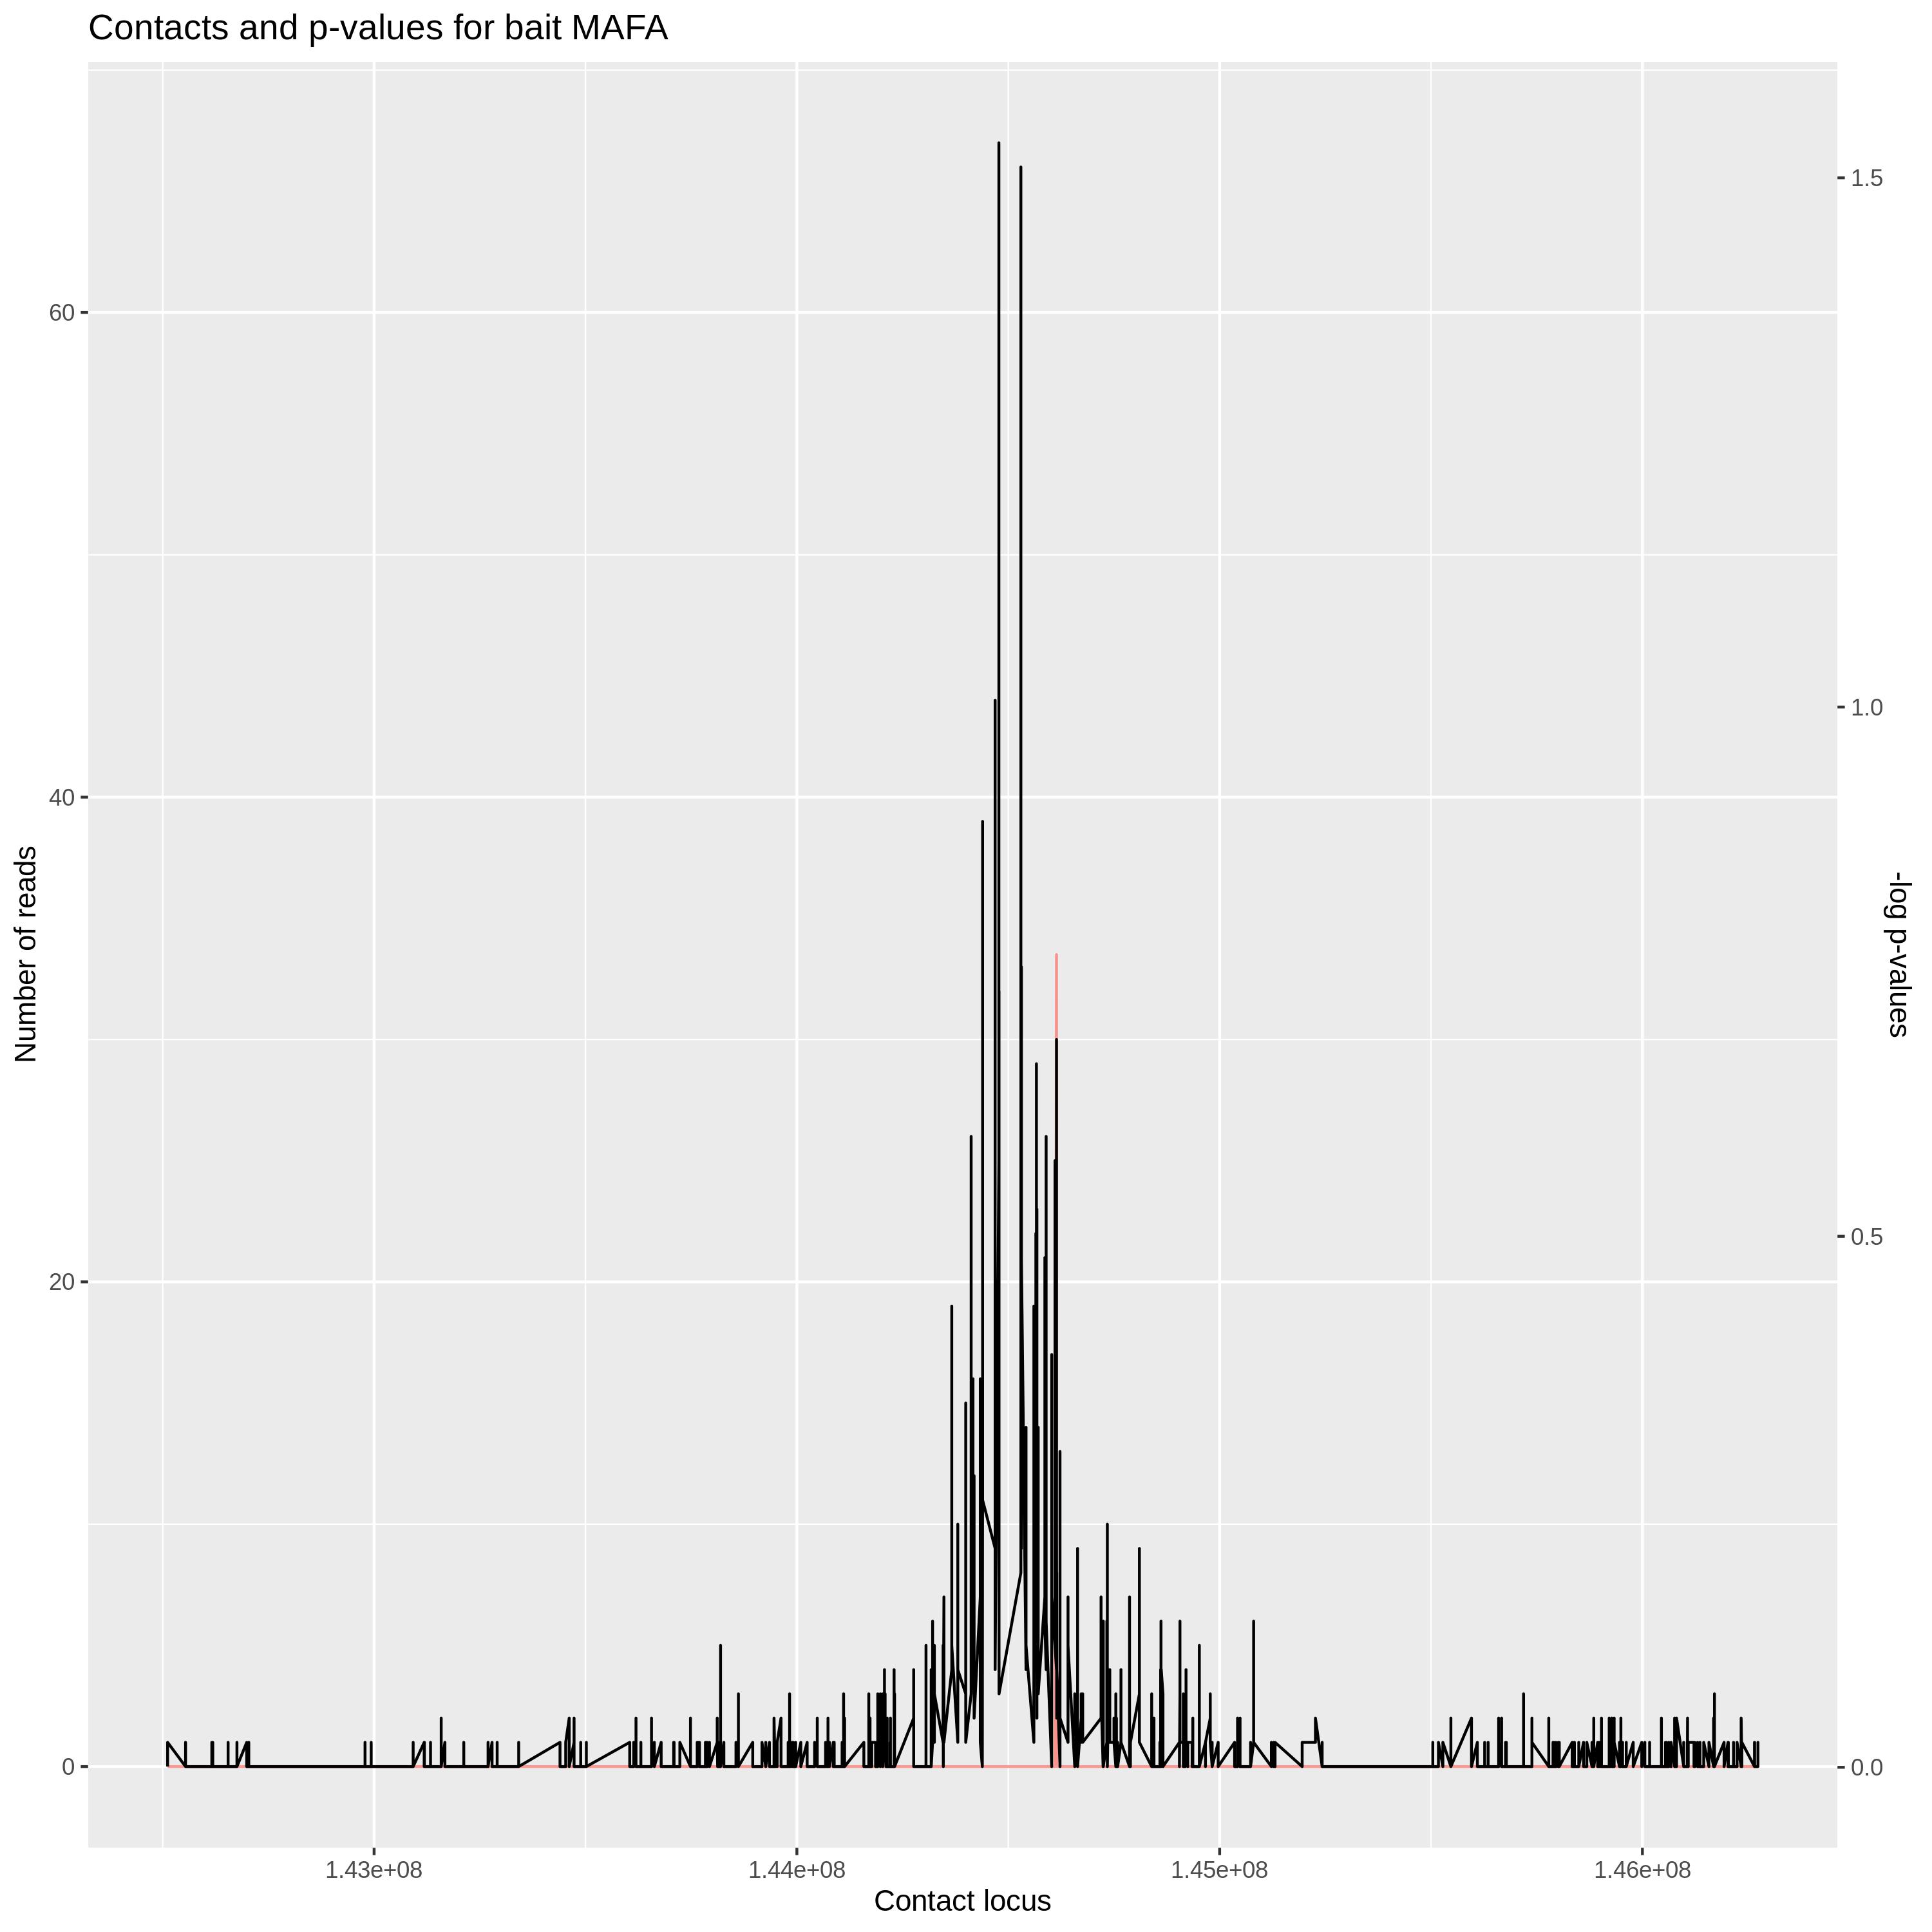 Contacts and p-values for bait MAFA
60
40
20
0
Number of reads
1.5
1.0
0.5
0.0
-log p-values
1.43e+08
1.44e+08
1.45e+08
1.46e+08
Contact locus